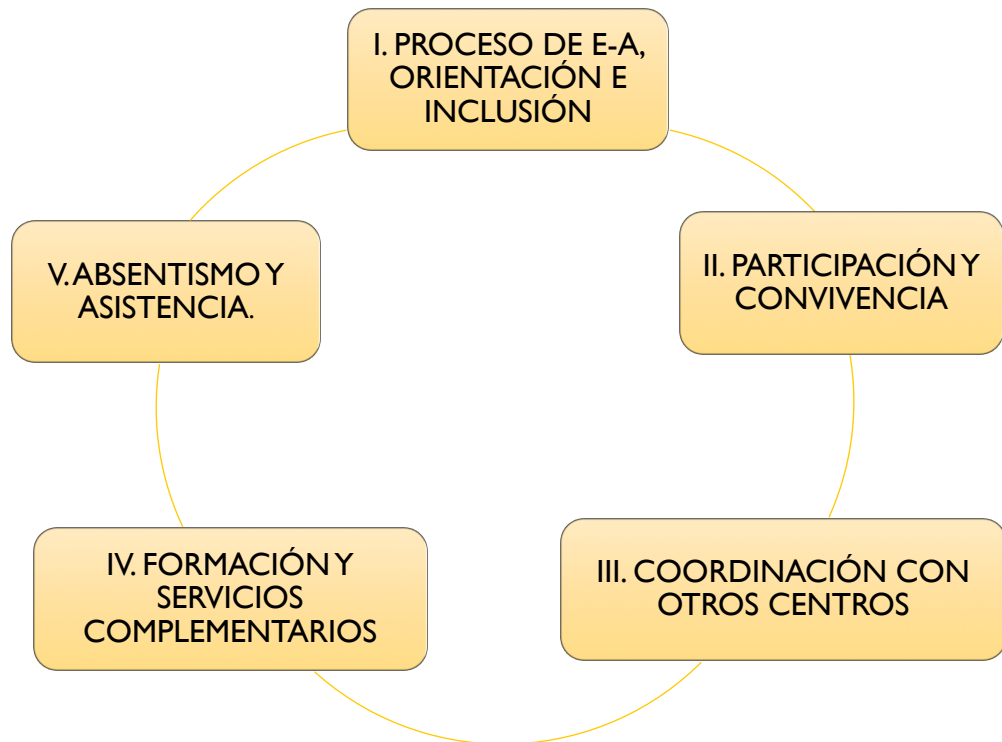 I. PROCESO DE E-A,
ORIENTACIÓN E
INCLUSIÓN
II. PARTICIPACIÓN Y
CONVIVENCIA
III. COORDINACIÓN CON
OTROS CENTROS
IV. FORMACIÓN Y
SERVICIOS
COMPLEMENTARIOS
V. ABSENTISMO Y
ASISTENCIA.